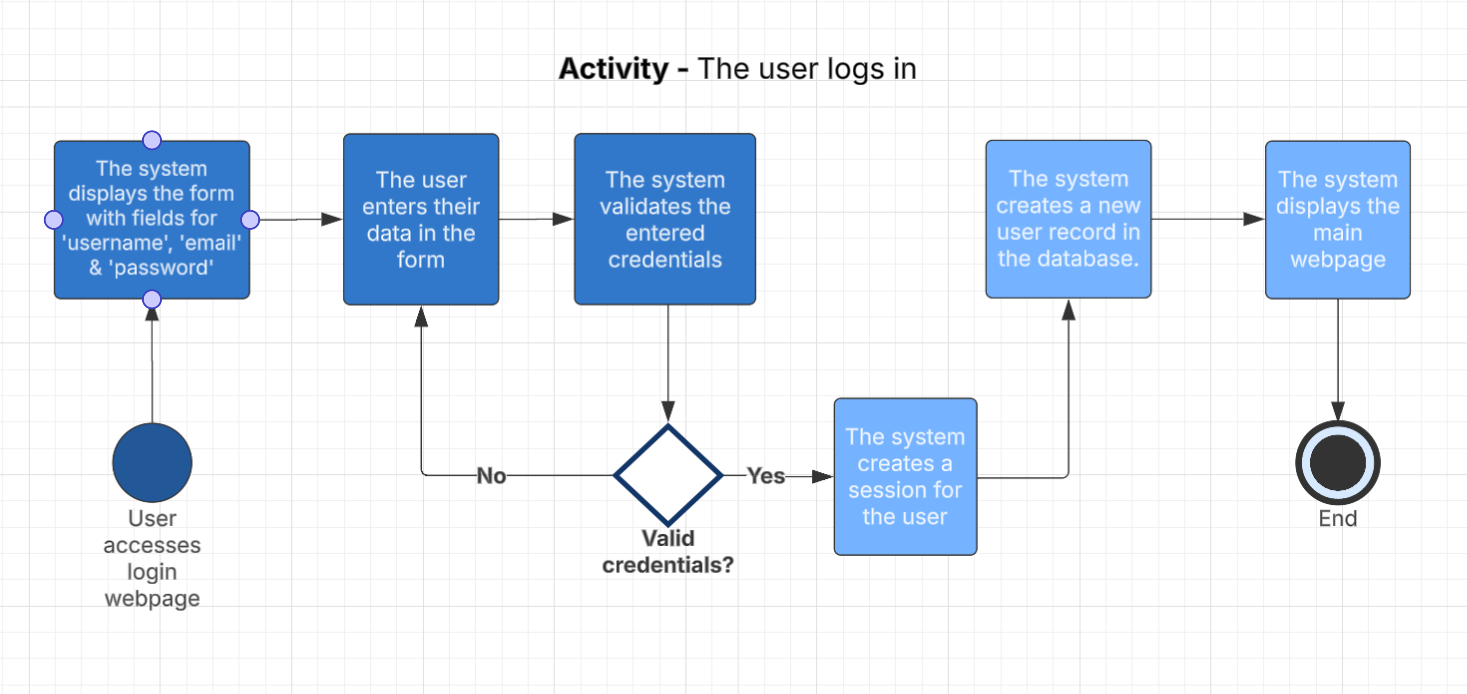 Activity - The user logs in
The system
displays the form
with fields for
'username', 'email'
& 'password'
The user
enters their
data in the
form
The system
validates the
entered
credentials
The system
creates a new
user record in
the database.
The system
displays the
main
webpage
User
accesses
login
webpage
No
Valid
credentials?
Yes
The system
creates a
session for
the user
End